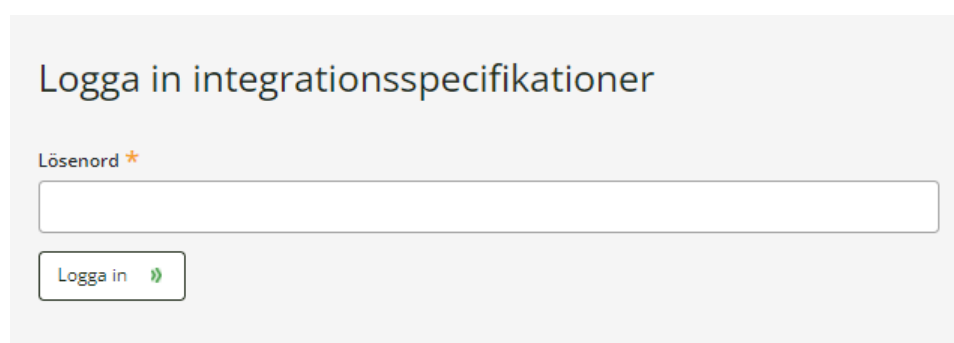 Logga in integrationsspecifikationer
Lösenord *
Logga in